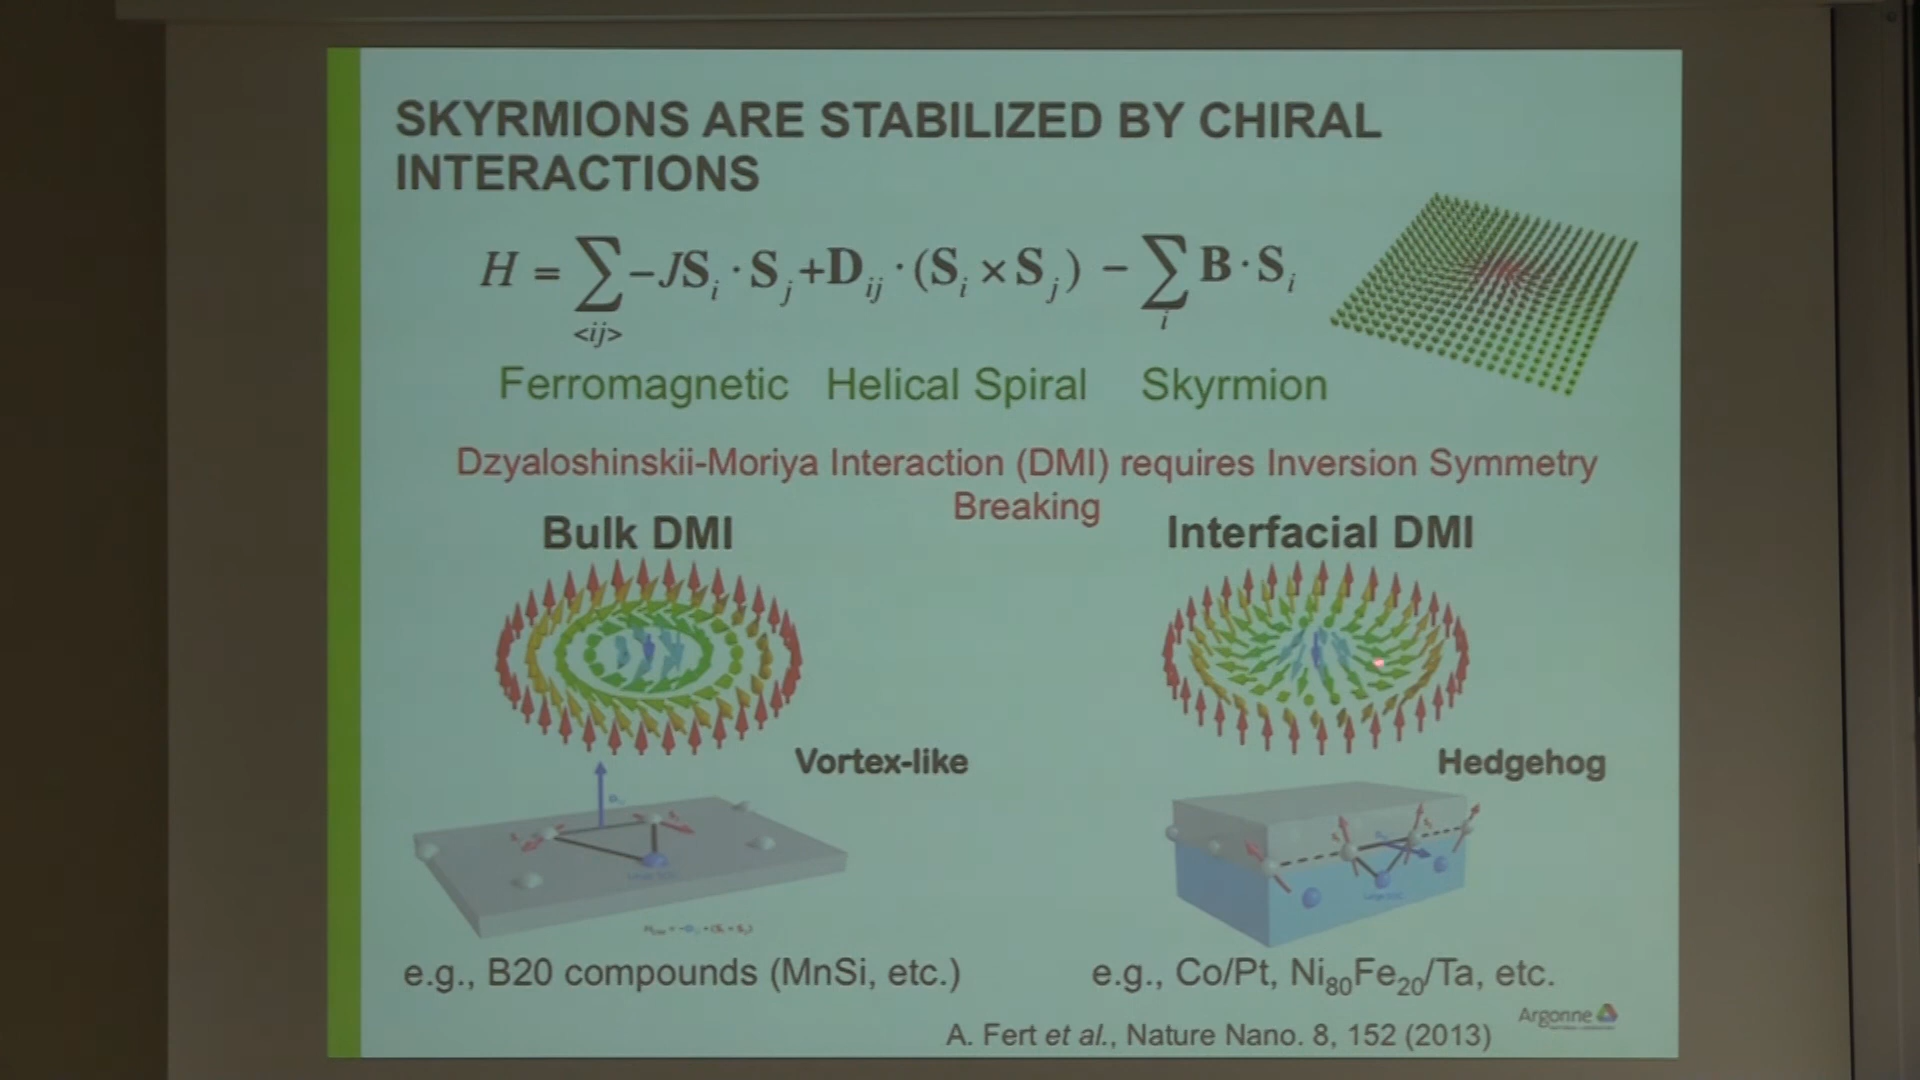 SKYRMIONS ARE STABILIZED BY CHIRAL
INTERACTIONS
H = ∑ -JS_i · S_j + D_ij · (S_i × S_j) − ∑ B · S_i
<ij> i
Ferromagnetic Helical Spiral Skyrmion
Dzyaloshinskii-Moriya Interaction (DMI) requires Inversion Symmetry
Breaking
Bulk DMI Interfacial DMI
Vortex-like Hedgehog
e.g., B20 compounds (MnSi, etc.) e.g., Co/Pt, Ni80Fe20/Ta, etc.
Argonne
A. Fert et al., Nature Nano. 8, 152 (2013)